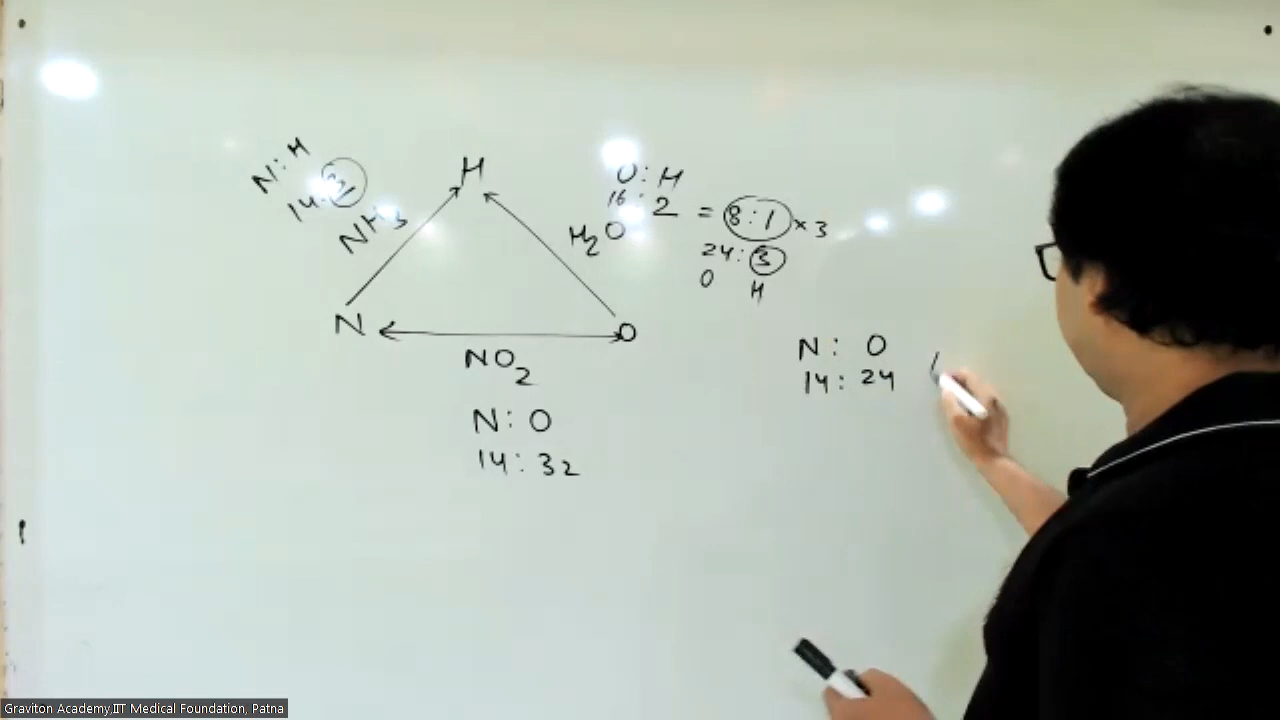 N:H
14:3
NH3
H
O:H
16:2 = 8:1 x 3
H2O
24:3
O H
N
O
NO2
N:O
14:32
N: O
14: 24
Graviton Academy,IIT Medical Foundation, Patna